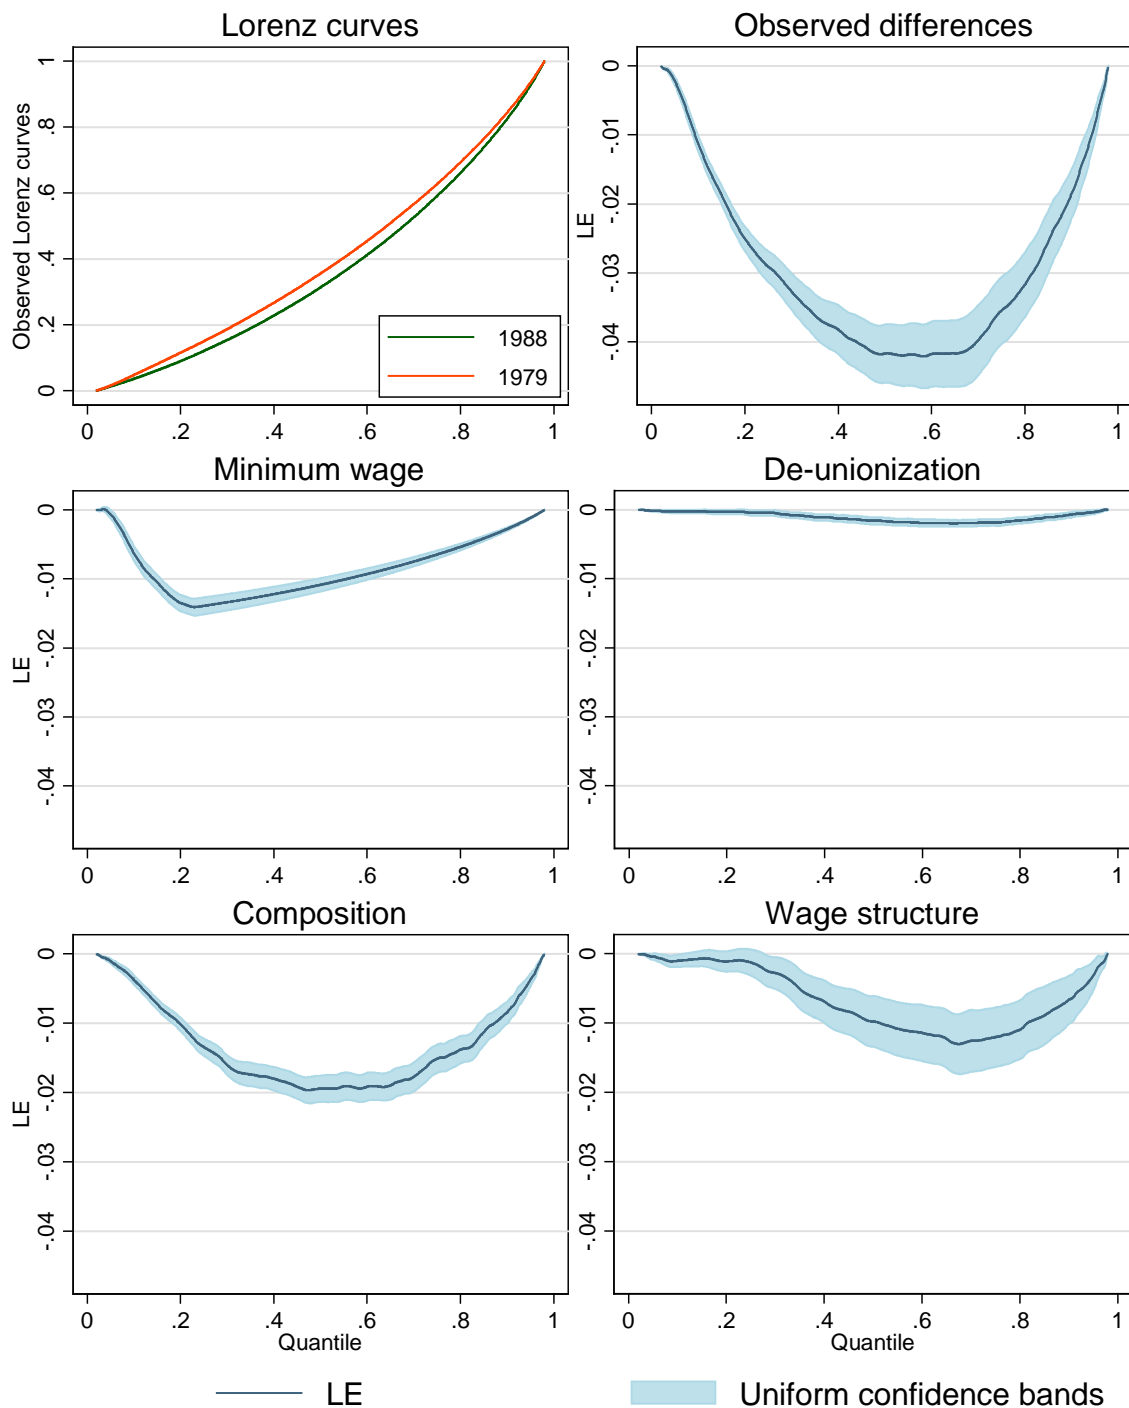 Lorenz curves
Observed Lorenz curves
1
.8
.6
.4
.2
0
1988
1979
0 .2 .4 .6 .8 1
Observed differences
LE
0
-.01
-.02
-.03
-.04
0 .2 .4 .6 .8 1
Minimum wage
LE
0
-.01
-.02
-.03
-.04
0 .2 .4 .6 .8 1
De-unionization
0
-.01
-.02
-.03
-.04
0 .2 .4 .6 .8 1
Composition
LE
0
-.01
-.02
-.03
-.04
0 .2 .4 .6 .8 1
Quantile
Wage structure
0
-.01
-.02
-.03
-.04
0 .2 .4 .6 .8 1
Quantile
LE
Uniform confidence bands